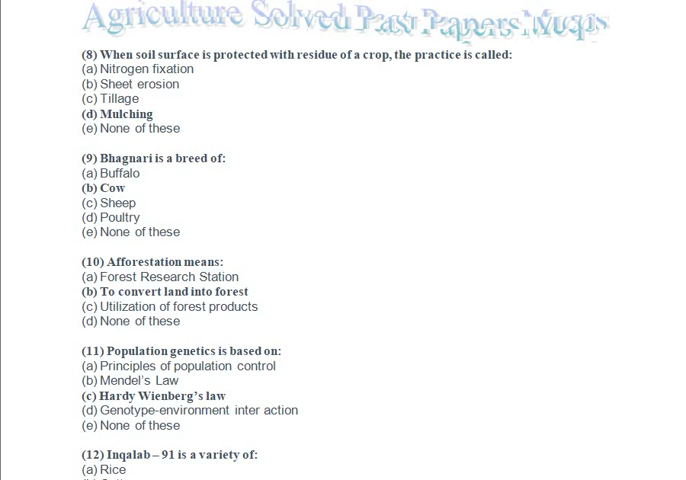 Agriculture Solved Past Papers Muqis
(8) When soil surface is protected with residue of a crop, the practice is called:
(a) Nitrogen fixation
(b) Sheet erosion
(c) Tillage
(d) Mulching
(e) None of these
(9) Bhagnari is a breed of:
(a) Buffalo
(b) Cow
(c) Sheep
(d) Poultry
(e) None of these
(10) Afforestation means:
(a) Forest Research Station
(b) To convert land into forest
(c) Utilization of forest products
(d) None of these
(11) Population genetics is based on:
(a) Principles of population control
(b) Mendel's Law
(c) Hardy Wienberg's law
(d) Genotype-environment inter action
(e) None of these
(12) Inqalab – 91 is a variety of:
(a) Rice